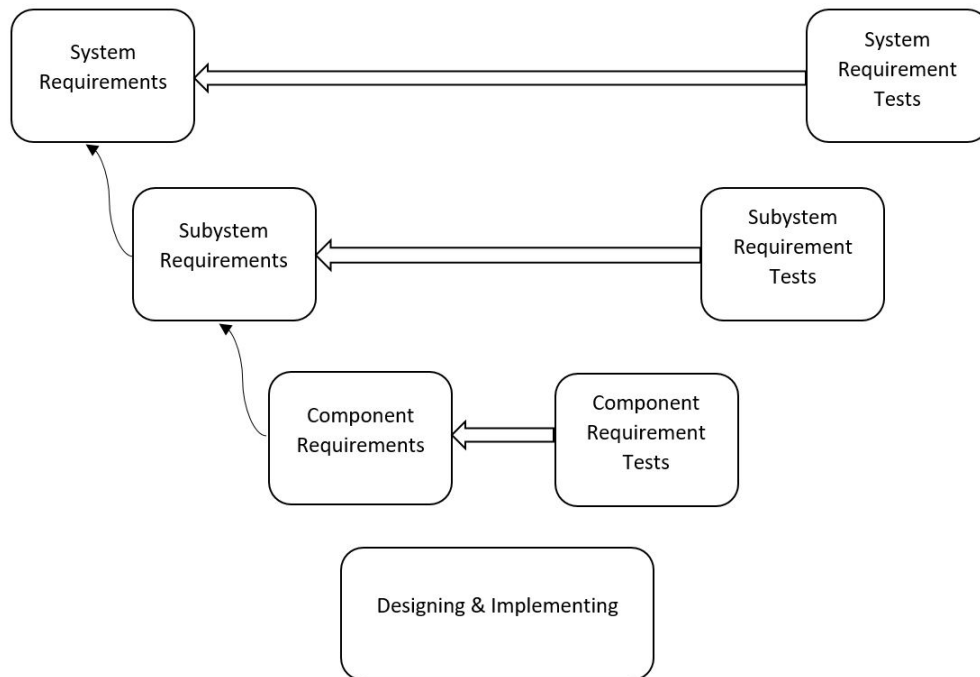 System
Requirements
System
Requirement
Tests
Subystem
Requirements
Subystem
Requirement
Tests
Component
Requirements
Component
Requirement
Tests
Designing & Implementing